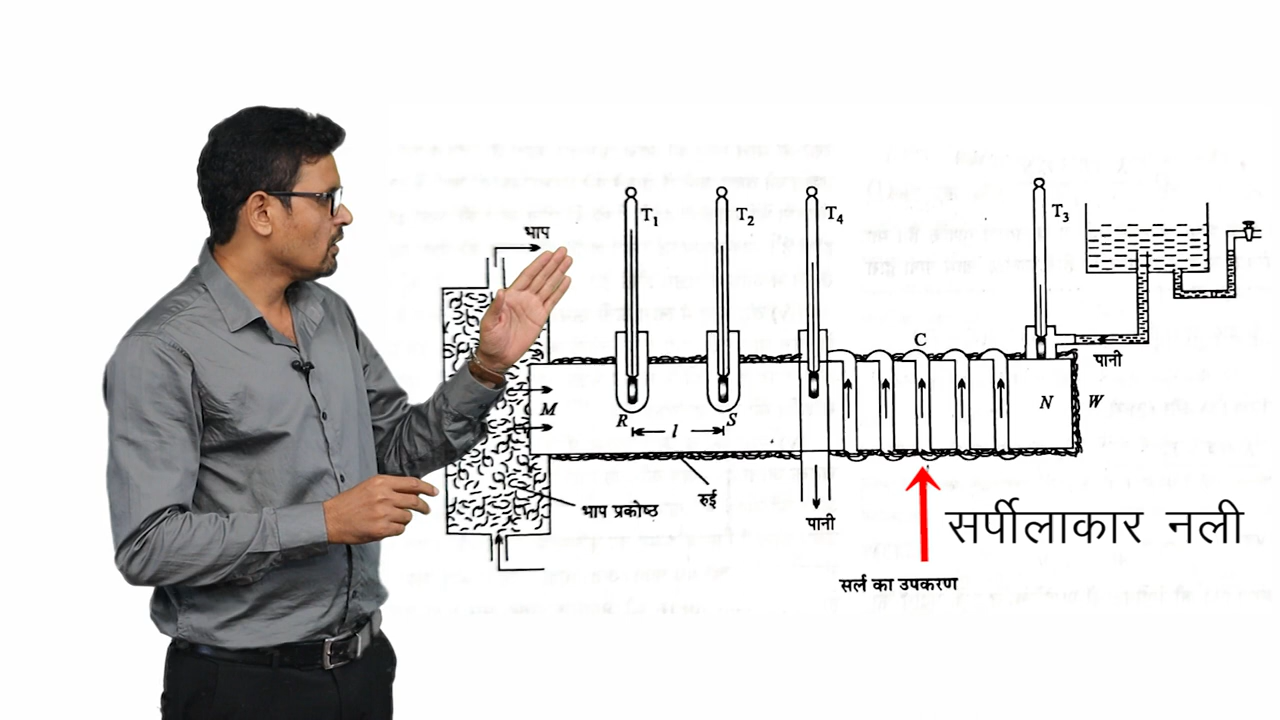 भाप
T₁
T₂
T₄
T₃
C
पानी
M
R
S
l
N
W
रुई
भाप प्रकोष्ठ
पानी
सर्पीलाकार नली
सर्ल का उपकरण